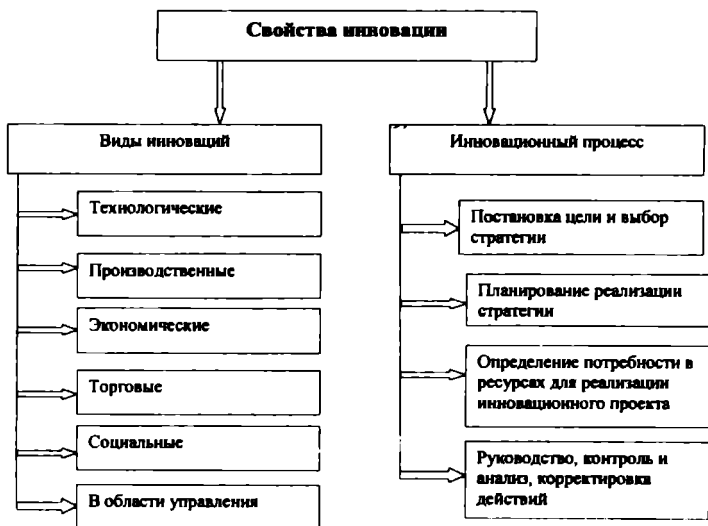 Свойства инновации
Виды инноваций
Технологические
Производственные
Экономические
Торговые
Социальные
В области управления
Инновационный процесс
Постановка цели и выбор
стратегии
Планирование реализации
стратегии
Определение потребности в
ресурсах для реализации
инновационного проекта
Руководство, контроль и
анализ, корректировка
действий